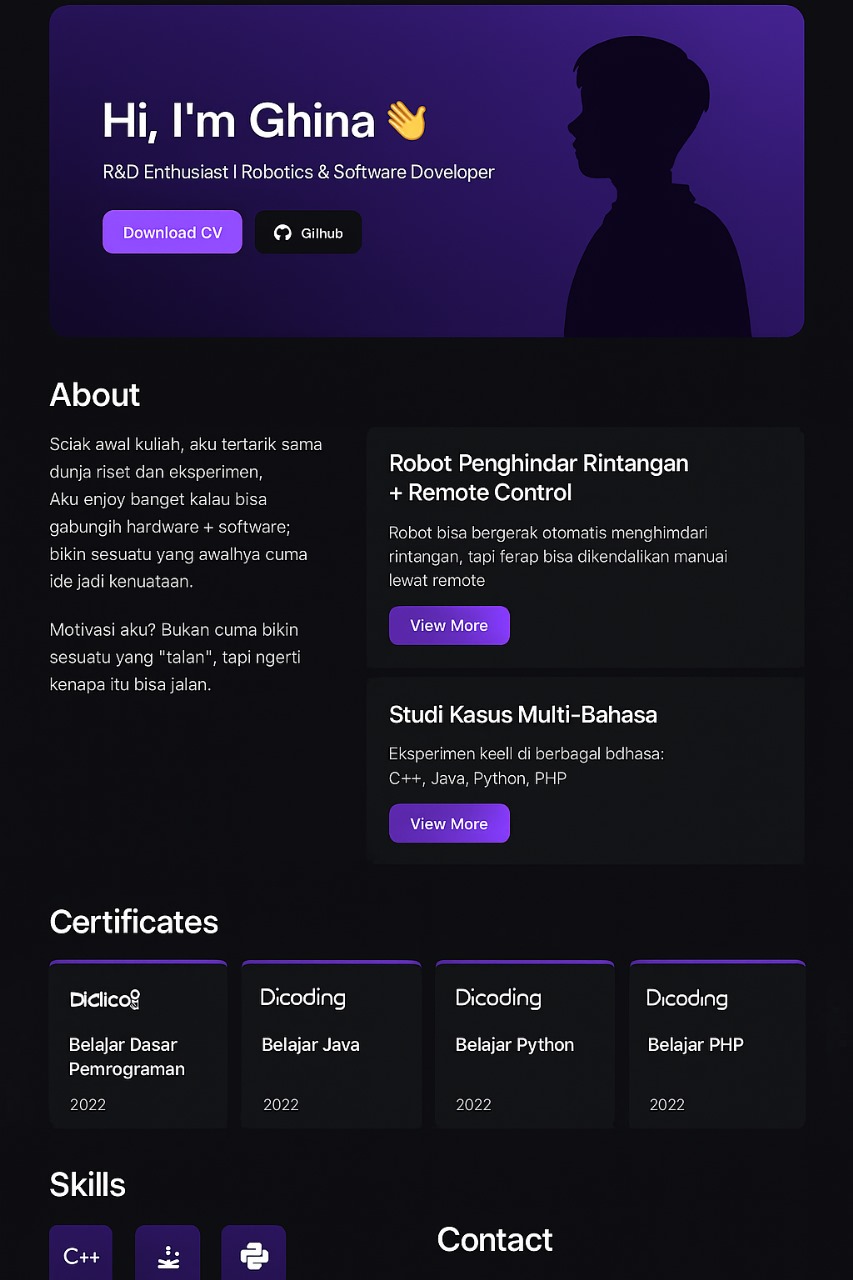 Hi, I'm Ghina 👋
R&D Enthusiast I Robotics & Software Doveloper
Download CV
Gilhub
About
Sciak awal kuliah, aku tertarik sama
dunja riset dan eksperimen,
Aku enjoy banget kalau bisa
gabungih hardware + software;
bikin sesuatu yang awalhya cuma
ide jadi kenuataan.
Motivasi aku? Bukan cuma bikin
sesuatu yang "talan", tapi ngerti
kenapa itu bisa jalan.
Robot Penghindar Rintangan
+ Remote Control
Robot bisa bergerak otomatis menghimdari
rintangan, tapi ferap bisa dikendalikan manuai
lewat remote
View More
Studi Kasus Multi-Bahasa
Eksperimen keell di berbagal bdhasa:
C++, Java, Python, PHP
View More
Certificates
Belajar Dasar
Pemrograman
2022
Dicoding
Belajar Java
2022
Dicoding
Belajar Python
2022
Dıcodıng
Belajar PHP
2022
Skills
C++
Contact